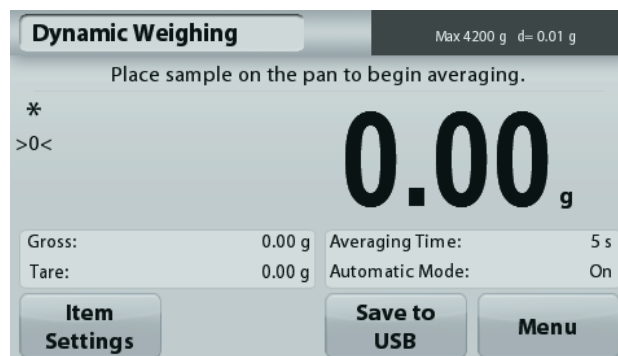 Dynamic Weighing
Max 4200 g d= 0.01 g
Place sample on the pan to begin averaging.
*
>0<
0.00 g
Gross: 0.00 g
Tare: 0.00 g
Averaging Time: 5 s
Automatic Mode: On
Item
Settings
Save to
USB
Menu